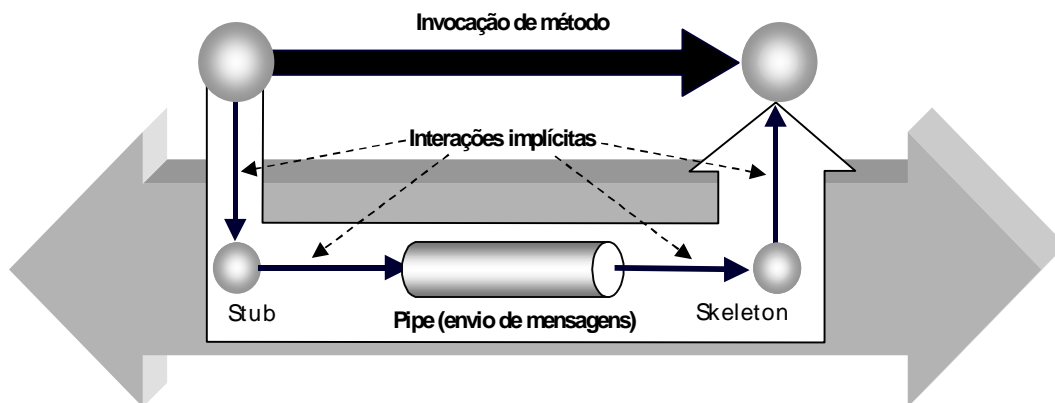 Invocação de método
Interações implícitas
Stub
Pipe (envio de mensagens)
Skeleton